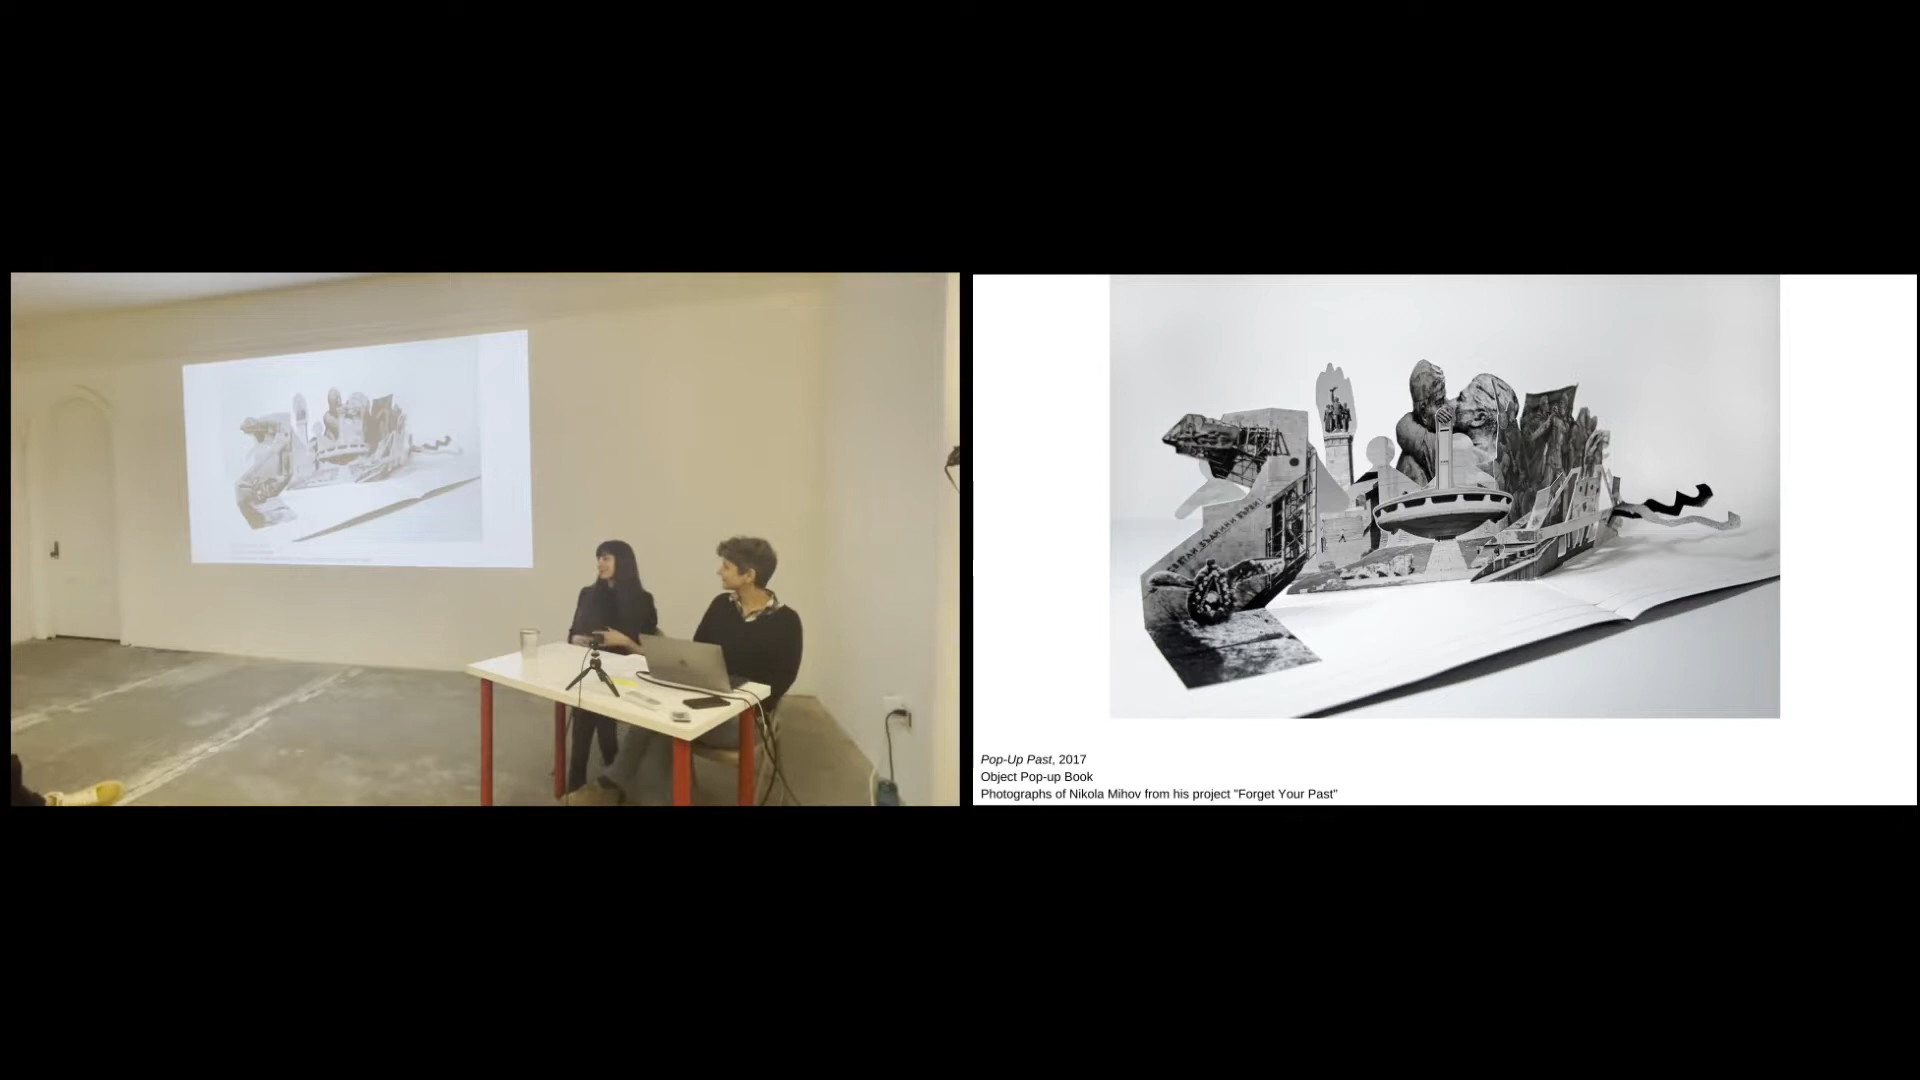 Pop-Up Past, 2017
Object Pop-up Book
Photographs of Nikola Mihov from his project "Forget Your Past"